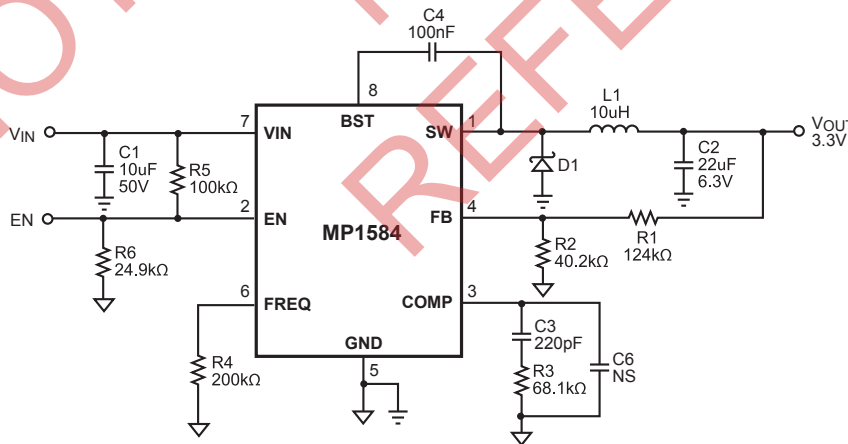 C4
100nF
8
BST
L1
10uH
VIN
7
VIN
SW
1
VOUT
3.3V
C1
10uF
50V
R5
100kΩ
D1
C2
22uF
6.3V
EN
2
EN
FB
4
MP1584
R1
124kΩ
R2
40.2kΩ
R6
24.9kΩ
6
FREQ
COMP
3
GND
5
R4
200kΩ
C3
220pF
R3
68.1kΩ
C6
NS